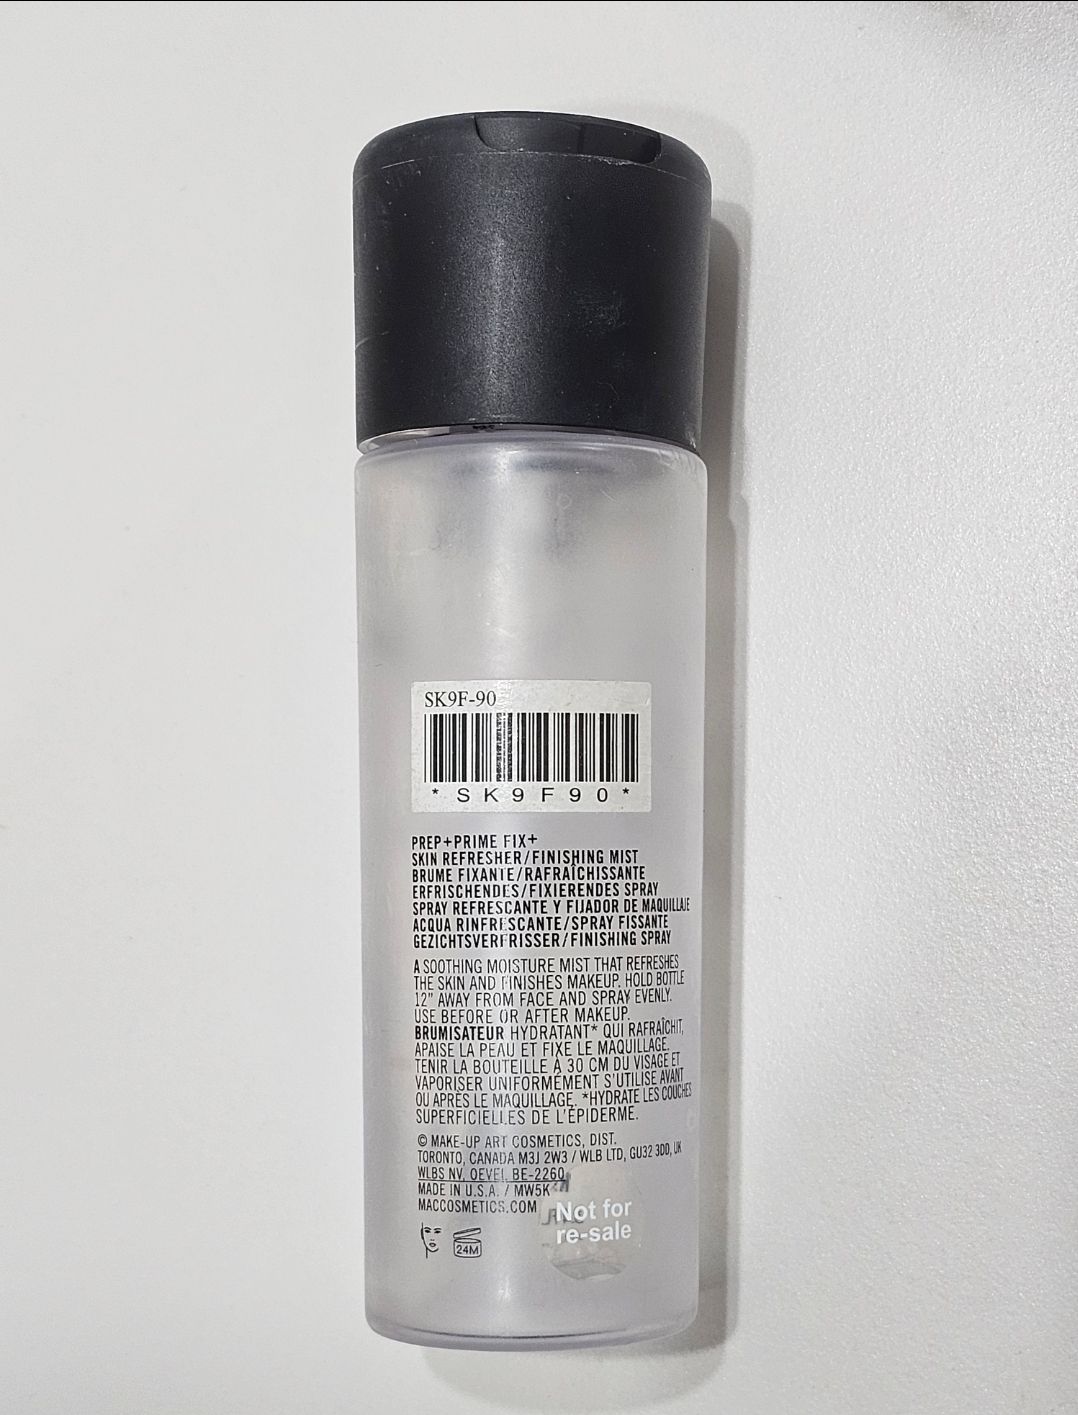 SK9F-90
*SK9F90*
PREP+PRIME FIX+
SKIN REFRESHER/FINISHING MIST
BRUME FIXANTE/RAFRAÎCHISSANTE
ERFRISCHENDES/FIXIERENDES SPRAY
SPRAY REFRESCANTE Y FIJADOR DE MAQUILLAJE
ACQUA RINFRESCANTE/SPRAY FISSANTE
GEZICHTSVERFRISSER/FINISHING SPRAY
A SOOTHING MOISTURE MIST THAT REFRESHES
THE SKIN AND FINISHES MAKEUP. HOLD BOTTLE
12" AWAY FROM FACE AND SPRAY EVENLY.
USE BEFORE OR AFTER MAKEUP.
BRUMISATEUR HYDRATANT* QUI RAFRAÎCHIT,
APAISE LA PEAU ET FIXE LE MAQUILLAGE.
TENIR LA BOUTEILLE À 30 CM DU VISAGE ET
VAPORISER UNIFORMÉMENT S'UTILISE AVANT
OU APRÈS LE MAQUILLAGE. *HYDRATE LES COUCHES
SUPERFICIELLES DE L'ÉPIDERME.
© MAKE-UP ART COSMETICS, DIST.
TORONTO, CANADA M3J 2W3 / WLB LTD, GU32 3DD, UK
WLBS NV, OEVEL BE-2260
MADE IN U.S.A. / MW5K
MACCOSMETICS.COM
24M
Not for
re-sale